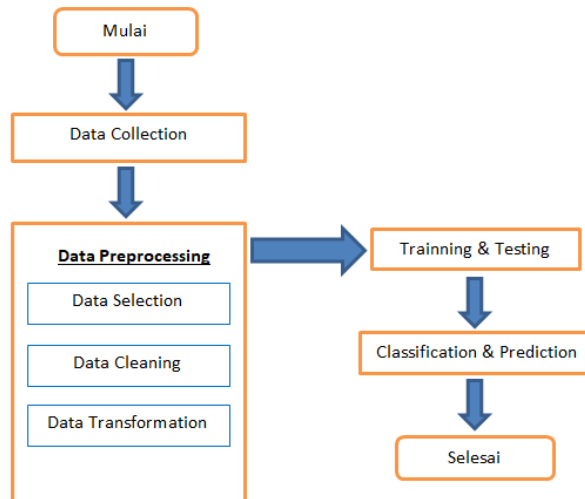 Mulai
Data Collection
Data Preprocessing
Data Selection
Data Cleaning
Data Transformation
Trainning & Testing
Classification & Prediction
Selesai